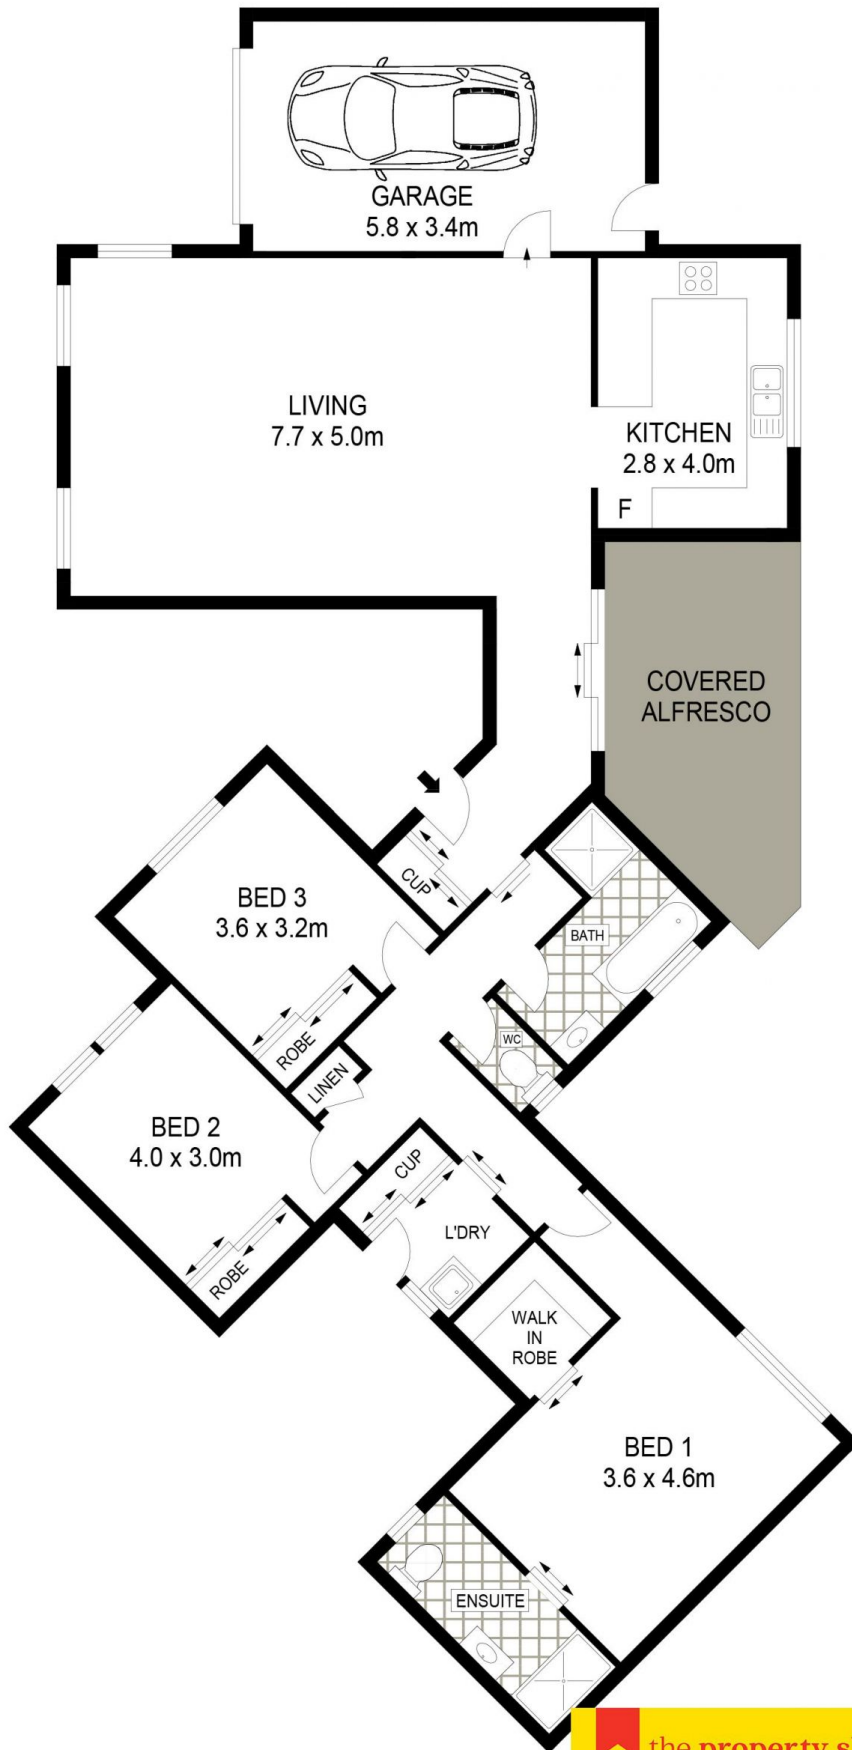 GARAGE
5.8 x 3.4m
LIVING
7.7 x 5.0m
KITCHEN
2.8 x 4.0m
F
COVERED
ALFRESCO
CUP
BED 3
3.6 x 3.2m
BATH
ROBE
WC
LINEN
BED 2
4.0 x 3.0m
CUP
L'DRY
ROBE
WALK
IN
ROBE
BED 1
3.6 x 4.6m
ENSUITE
the property